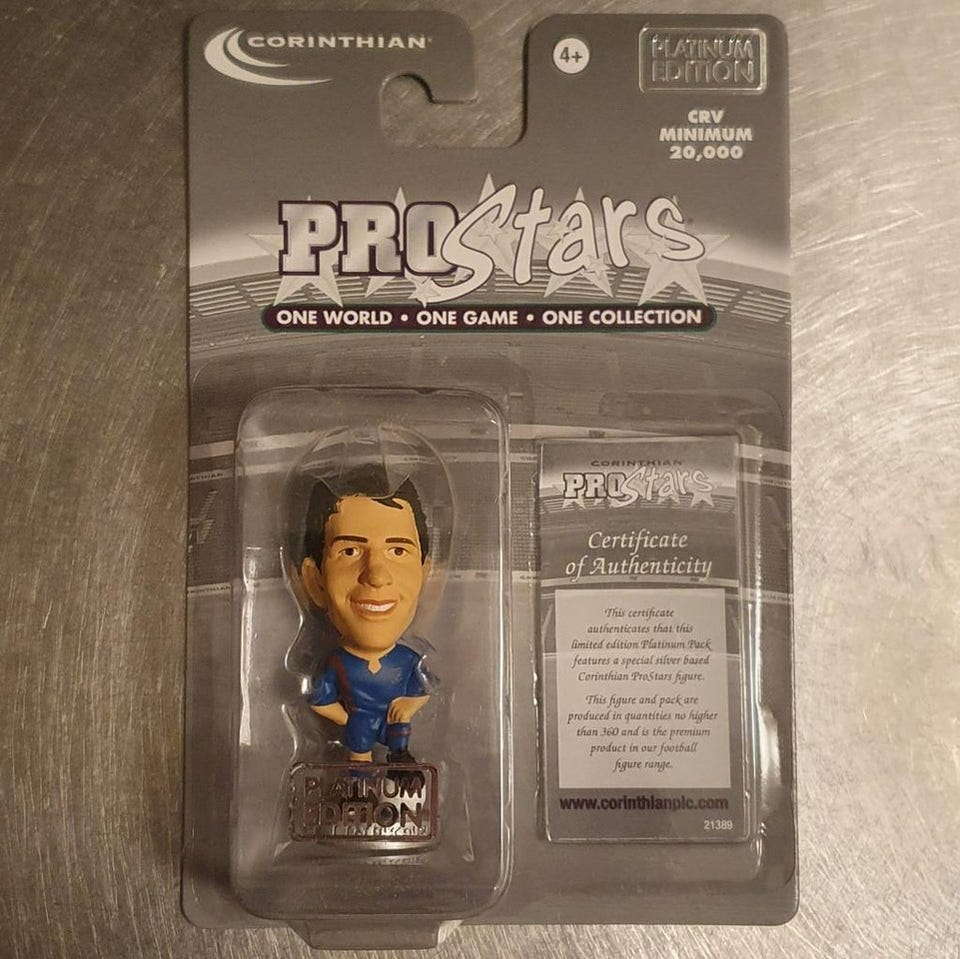 CORINTHIAN
4+
PLATINUM
EDITION
CRV
MINIMUM
20,000
PROStars
ONE WORLD • ONE GAME • ONE COLLECTION
CORINTHIAN
PROStars
Certificate
of Authenticity
This certificate
authenticates that this
limited edition Platinum Pack
features a special silver based
Corinthian ProStars figure.
This figure and pack are
produced in quantities no higher
than 360 and is the premium
product in our football
figure range.
www.corinthianplc.com
21389
PLATINUM
EDITION